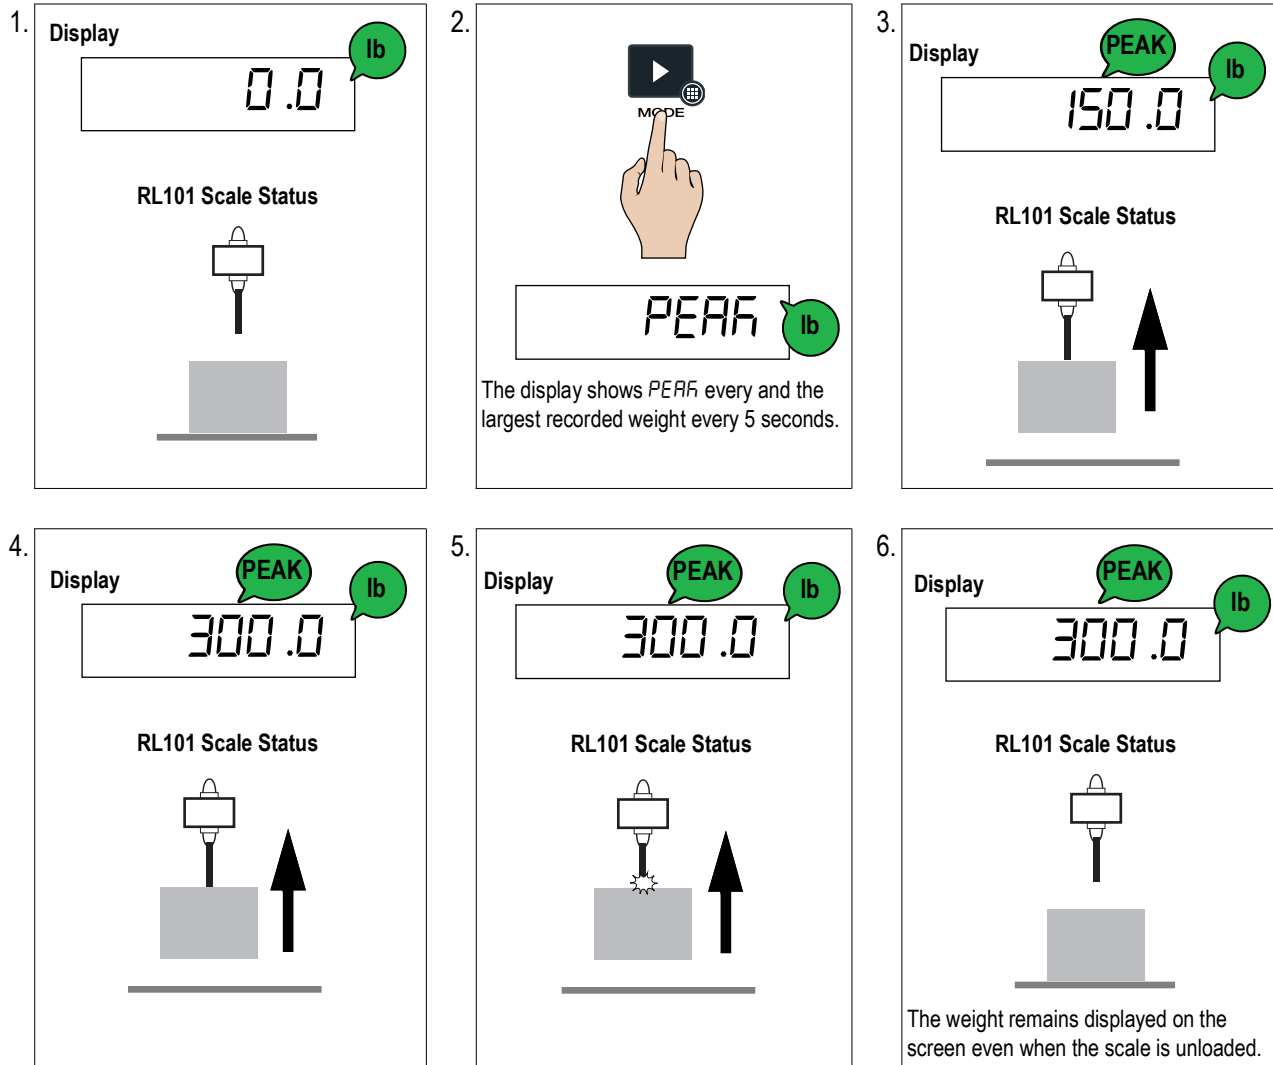 1.
Display
lb
0.0
RL101 Scale Status
2.
MODE
PEAK
lb
The display shows PEAK every and the
largest recorded weight every 5 seconds.
3.
Display
PEAK
lb
150.0
RL101 Scale Status
4.
Display
PEAK
lb
300.0
RL101 Scale Status
5.
Display
PEAK
lb
300.0
RL101 Scale Status
6.
Display
PEAK
lb
300.0
RL101 Scale Status
The weight remains displayed on the
screen even when the scale is unloaded.